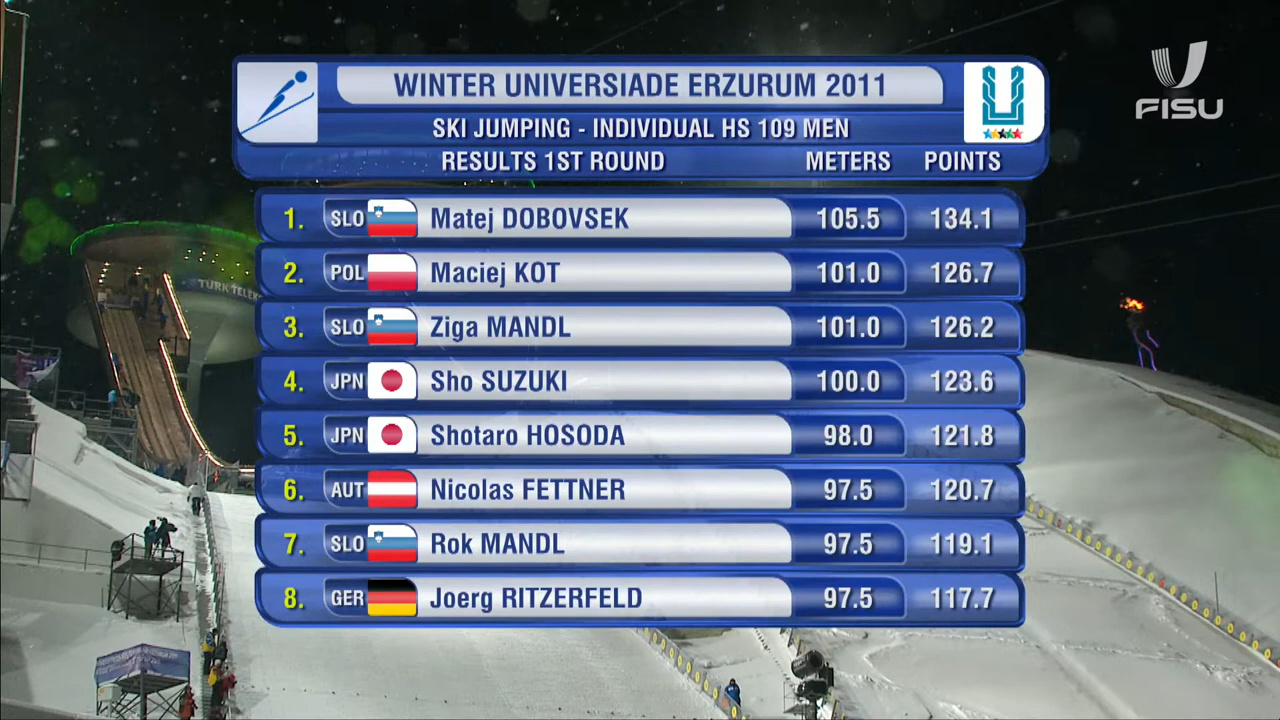 WINTER UNIVERSIADE ERZURUM 2011
FISU
SKI JUMPING - INDIVIDUAL HS 109 MEN
RESULTS 1ST ROUND METERS POINTS
1. SLO Matej DOBOVSEK 105.5 134.1
2. POL Maciej KOT 101.0 126.7
3. SLO Ziga MANDL 101.0 126.2
4. JPN Sho SUZUKI 100.0 123.6
5. JPN Shotaro HOSODA 98.0 121.8
6. AUT Nicolas FETTNER 97.5 120.7
7. SLO Rok MANDL 97.5 119.1
8. GER Joerg RITZERFELD 97.5 117.7
TÜRK